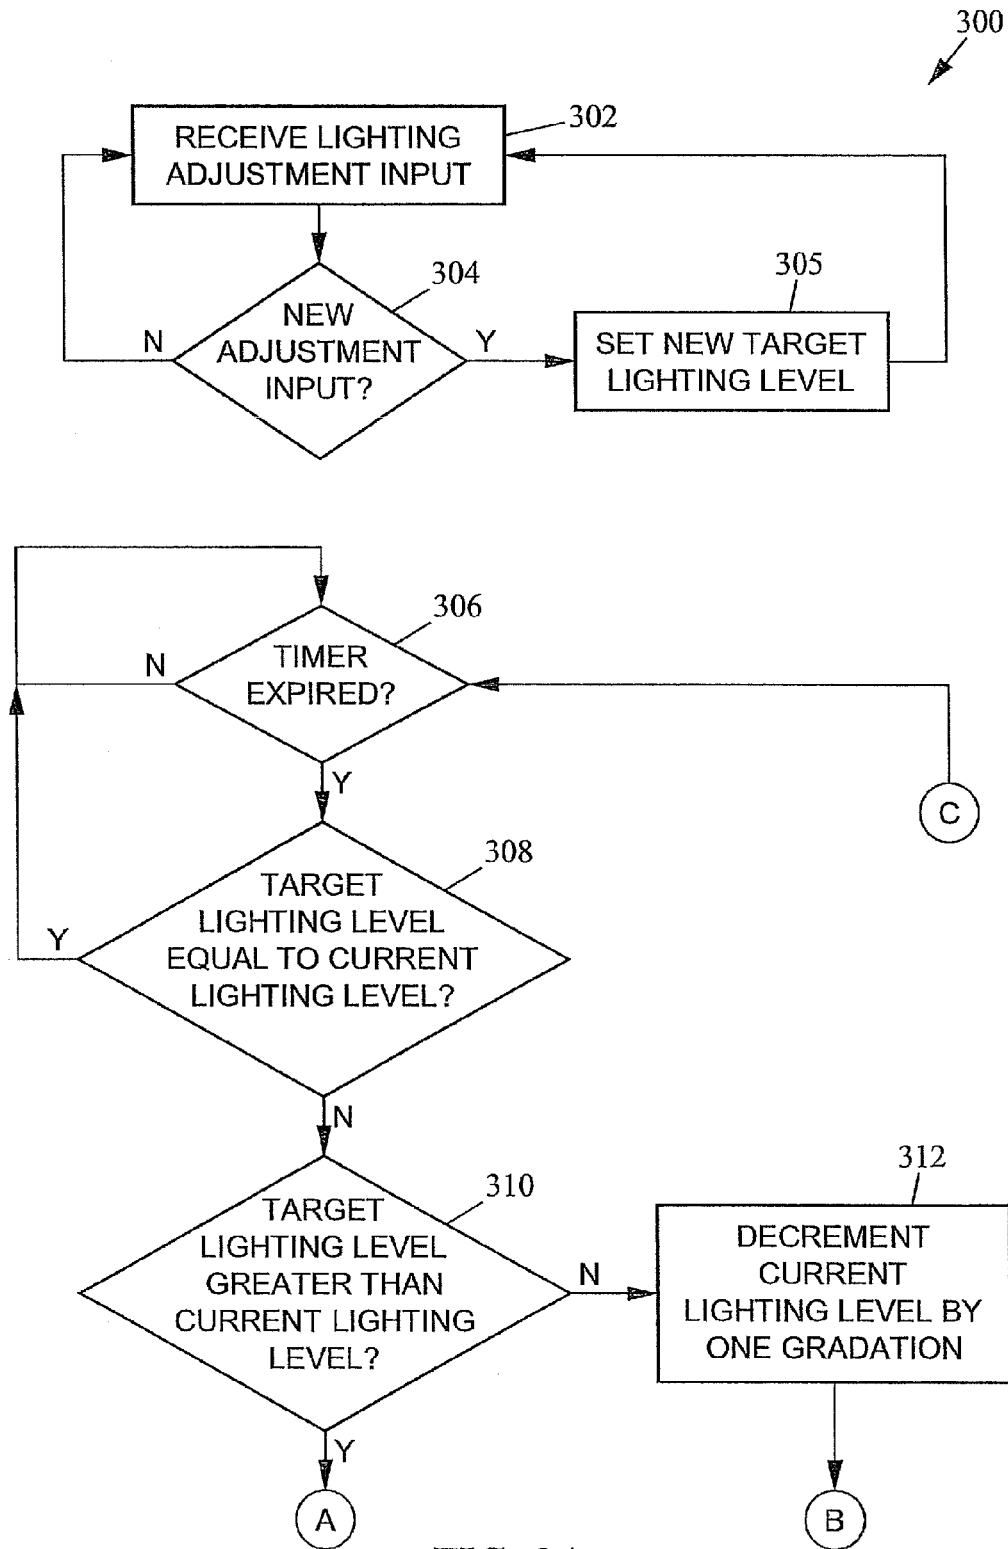 300
302
RECEIVE LIGHTING
ADJUSTMENT INPUT
304
NEW
ADJUSTMENT
INPUT?
N
Y
305
SET NEW TARGET
LIGHTING LEVEL
306
TIMER
EXPIRED?
N
Y
C
308
TARGET
LIGHTING LEVEL
EQUAL TO CURRENT
LIGHTING LEVEL?
Y
N
310
TARGET
LIGHTING LEVEL
GREATER THAN
CURRENT LIGHTING
LEVEL?
N
Y
312
DECREMENT
CURRENT
LIGHTING LEVEL BY
ONE GRADATION
A
B